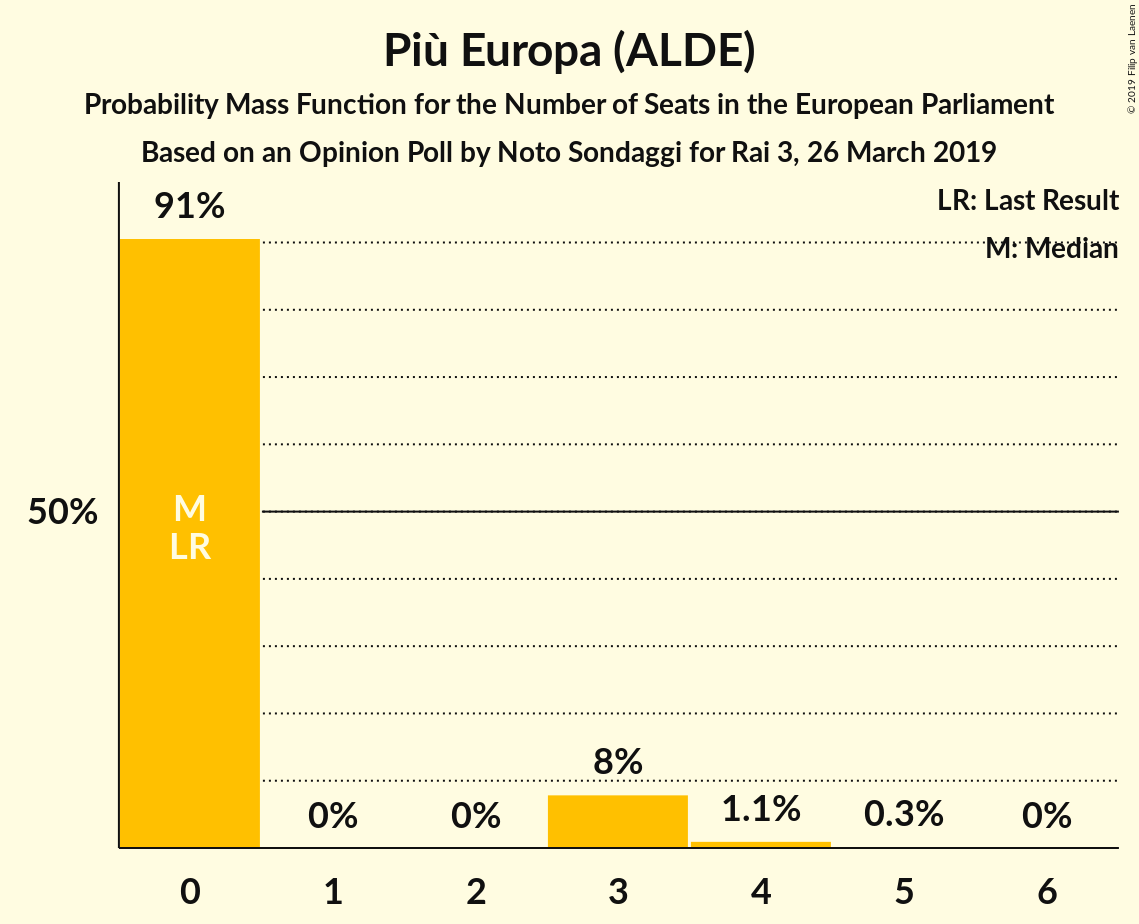 Più Europa (ALDE)
Probability Mass Function for the Number of Seats in the European Parliament
Based on an Opinion Poll by Noto Sondaggi for Rai 3, 26 March 2019
© 2019 Filip van Laenen
LR: Last Result
M: Median
91%
50%
M
LR
0%
0%
8%
1.1%
0.3%
0%
0 1 2 3 4 5 6